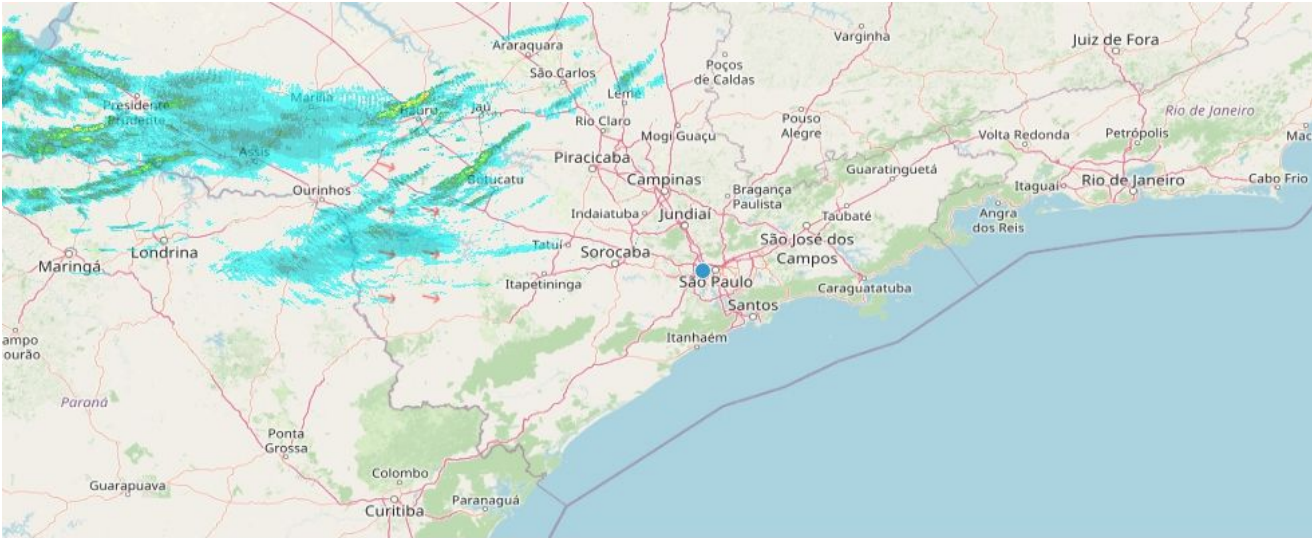 Varginha
Juiz de Fora
Araraquara
Poços
de Caldas
São Carlos
Presidente
Prudente
Marília
Leme
Bauru
Jaú
Rio Claro
Mogi Guaçu
Pouso
Alegre
Rio de Janeiro
Volta Redonda
Petrópolis
Mac
Assis
Piracicaba
Guaratinguetá
Botucatu
Campinas
Itaguaí
Rio de Janeiro
Cabo Frio
Ourinhos
Bragança
Paulista
Indaiatuba
Jundiaí
Taubaté
Angra
dos Reis
Londrina
Tatuí
Sorocaba
São José dos
Campos
Maringá
Itapetininga
São Paulo
Caraguatatuba
Santos
Itanhaém
ampo
ourão
Paraná
Ponta
Grossa
Colombo
Guarapuava
Curitiba
Paranaguá